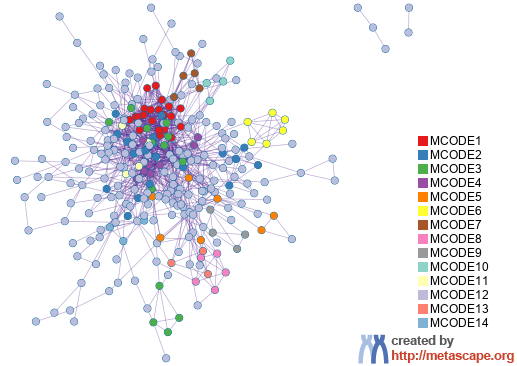 MCODE1
MCODE2
MCODE3
MCODE4
MCODE5
MCODE6
MCODE7
MCODE8
MCODE9
MCODE10
MCODE11
MCODE12
MCODE13
MCODE14
created by
http://metascape.org